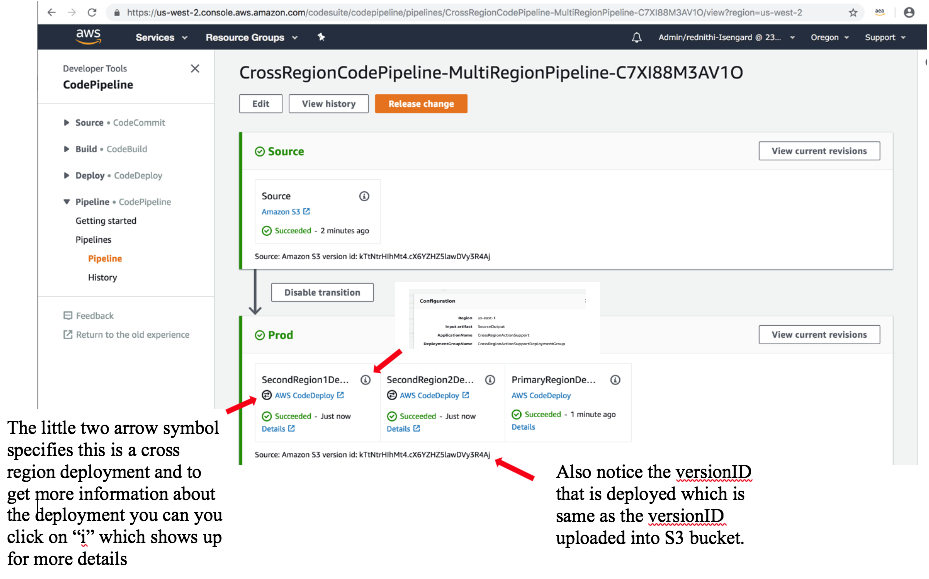 https://us-west-2.console.aws.amazon.com/codesuite/codepipeline/pipelines/CrossRegionCodePipeline-MultiRegionPipeline-C7XI88M3AV1O/view?region=us-west-2
aws
Services
Resource Groups
Admin/rednithi-Isengard @ 23...
Oregon
Support
Developer Tools
CodePipeline
Source • CodeCommit
Build • CodeBuild
Deploy • CodeDeploy
Pipeline • CodePipeline
Getting started
Pipelines
Pipeline
History
Feedback
Return to the old experience
CrossRegionCodePipeline-MultiRegionPipeline-C7XI88M3AV1O
Edit
View history
Release change
Source
View current revisions
Source
Amazon S3
Succeeded - 2 minutes ago
Source: Amazon S3 version id: kTtNtrHIhMt4.cX6YZHZ5lawDVy3R4Aj
Disable transition
Configuration
Region us-east-1
Input artifact SourceOutput
ApplicationName CrossRegionActionSupport
DeploymentGroupName CrossRegionActionSupportDeploymentGroup
Prod
View current revisions
SecondRegion1De...
AWS CodeDeploy
Succeeded - Just now
Details
SecondRegion2De...
AWS CodeDeploy
Succeeded - Just now
Details
PrimaryRegionDe...
AWS CodeDeploy
Succeeded - 1 minute ago
Details
Source: Amazon S3 version id: kTtNtrHIhMt4.cX6YZHZ5lawDVy3R4Aj
The little two arrow symbol
specifies this is a cross
region deployment and to
get more information about
the deployment you can you
click on “i” which shows up
for more details
Also notice the versionID
that is deployed which is
same as the versionID
uploaded into S3 bucket.